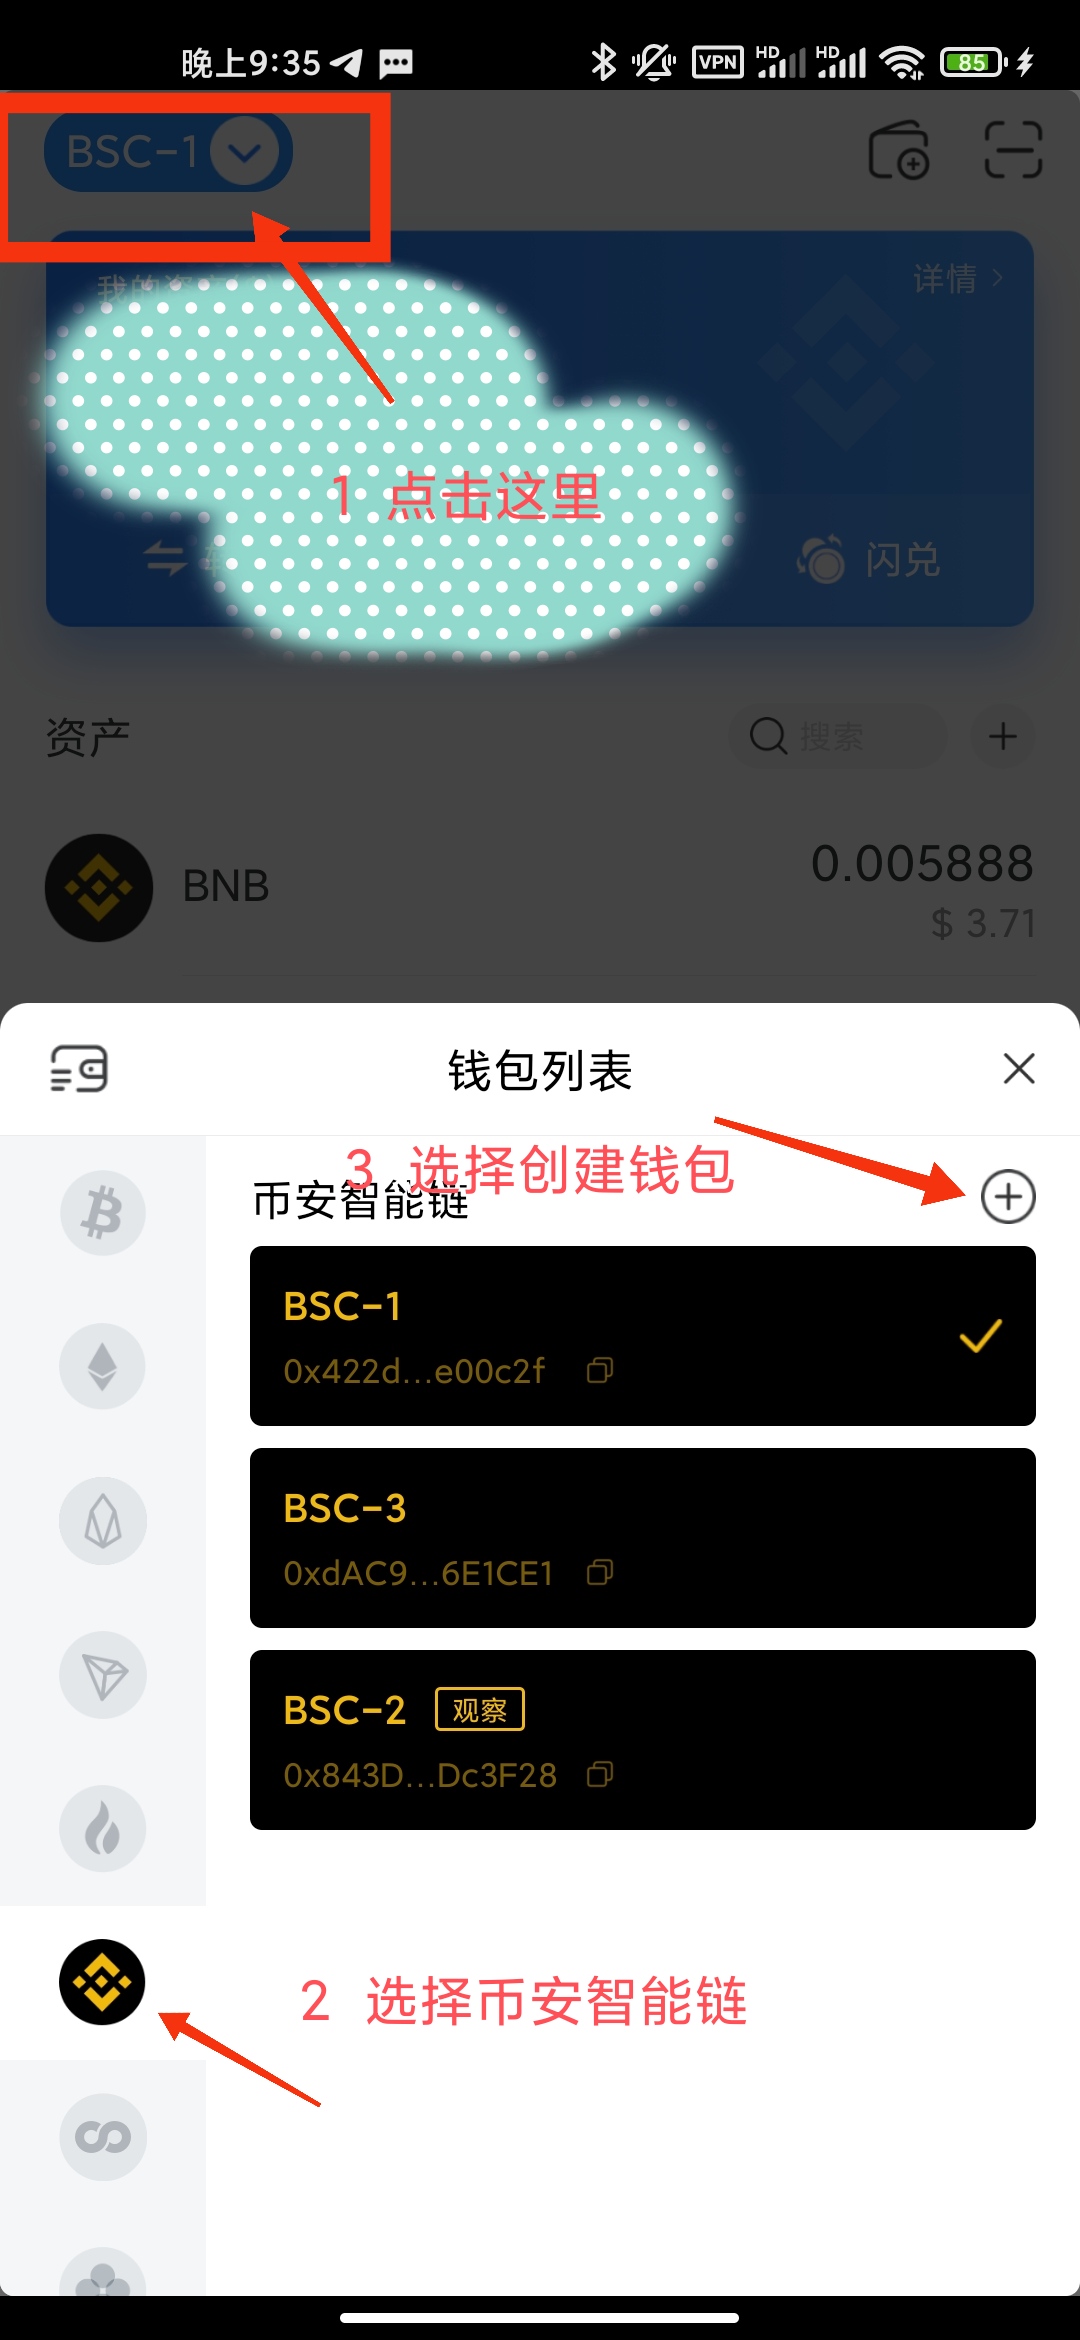 晚上9:35
VPN
HD
HD
85
BSC-1
我的资
详情
1 点击这里
闪兑
资产
搜索
BNB
0.005888
$ 3.71
钱包列表
3 选择创建钱包
币安智能链
BSC-1
0x422d...e00c2f
BSC-3
0xdAC9...6E1CE1
BSC-2 观察
0x843D...Dc3F28
2 选择币安智能链